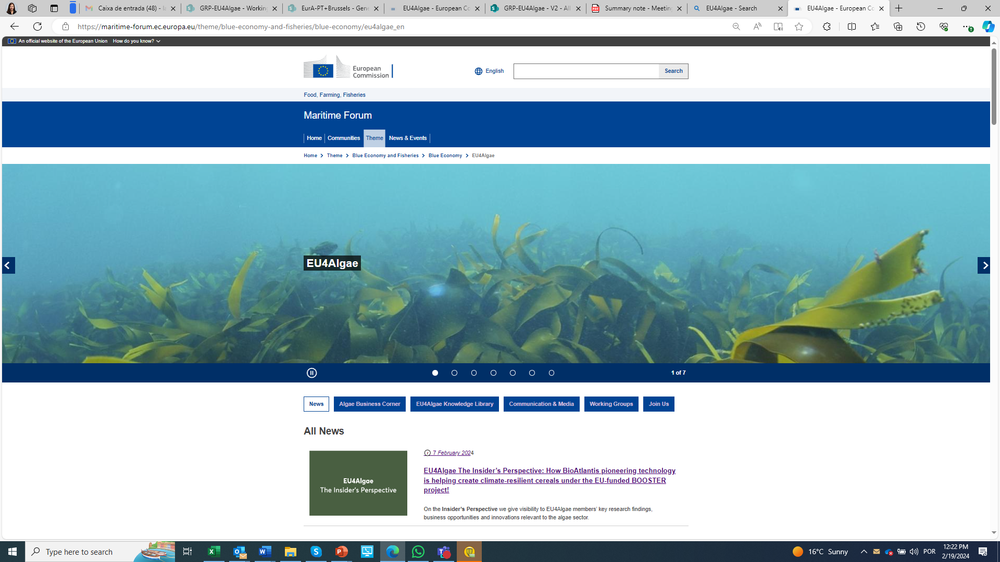 Caixa de entrada (48) - 
GRP-EU4Algae - Working
EurA-PT+Brussels - Gene
EU4Algae - European Co
GRP-EU4Algae - V2 - All
Summary note - Meeting
EU4Algae - Search
EU4Algae - European Co
https://maritime-forum.ec.europa.eu/theme/blue-economy-and-fisheries/blue-economy/eu4algae_en
An official website of the European Union How do you know?
European
Commission
English
Search
Food, Farming, Fisheries
Maritime Forum
Home
Communities
Theme
News & Events
Home > Theme > Blue Economy and Fisheries > Blue Economy > EU4Algae
EU4Algae
1 of 7
News
Algae Business Corner
EU4Algae Knowledge Library
Communication & Media
Working Groups
Join Us
All News
EU4Algae
The Insider's Perspective
7 February 2024
EU4Algae The Insider's Perspective: How BioAtlantis pioneering technology
is helping create climate-resilient cereals under the EU-funded BOOSTER
project!
On the Insider's Perspective we give visibility to EU4Algae members' key research findings,
business opportunities and innovations relevant to the algae sector.
Type here to search
16°C Sunny
POR
12:22 PM
2/19/2024